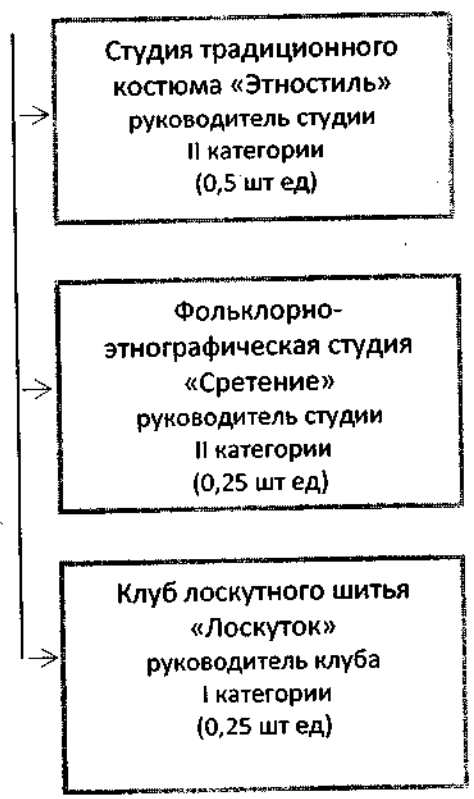 Студия традиционного
костюма «Этностиль»
руководитель студии
II категории
(0,5 шт ед)
Фольклорно-
этнографическая студия
«Сретение»
руководитель студии
II категории
(0,25 шт ед)
Клуб лоскутного шитья
«Лоскуток»
руководитель клуба
I категории
(0,25 шт ед)